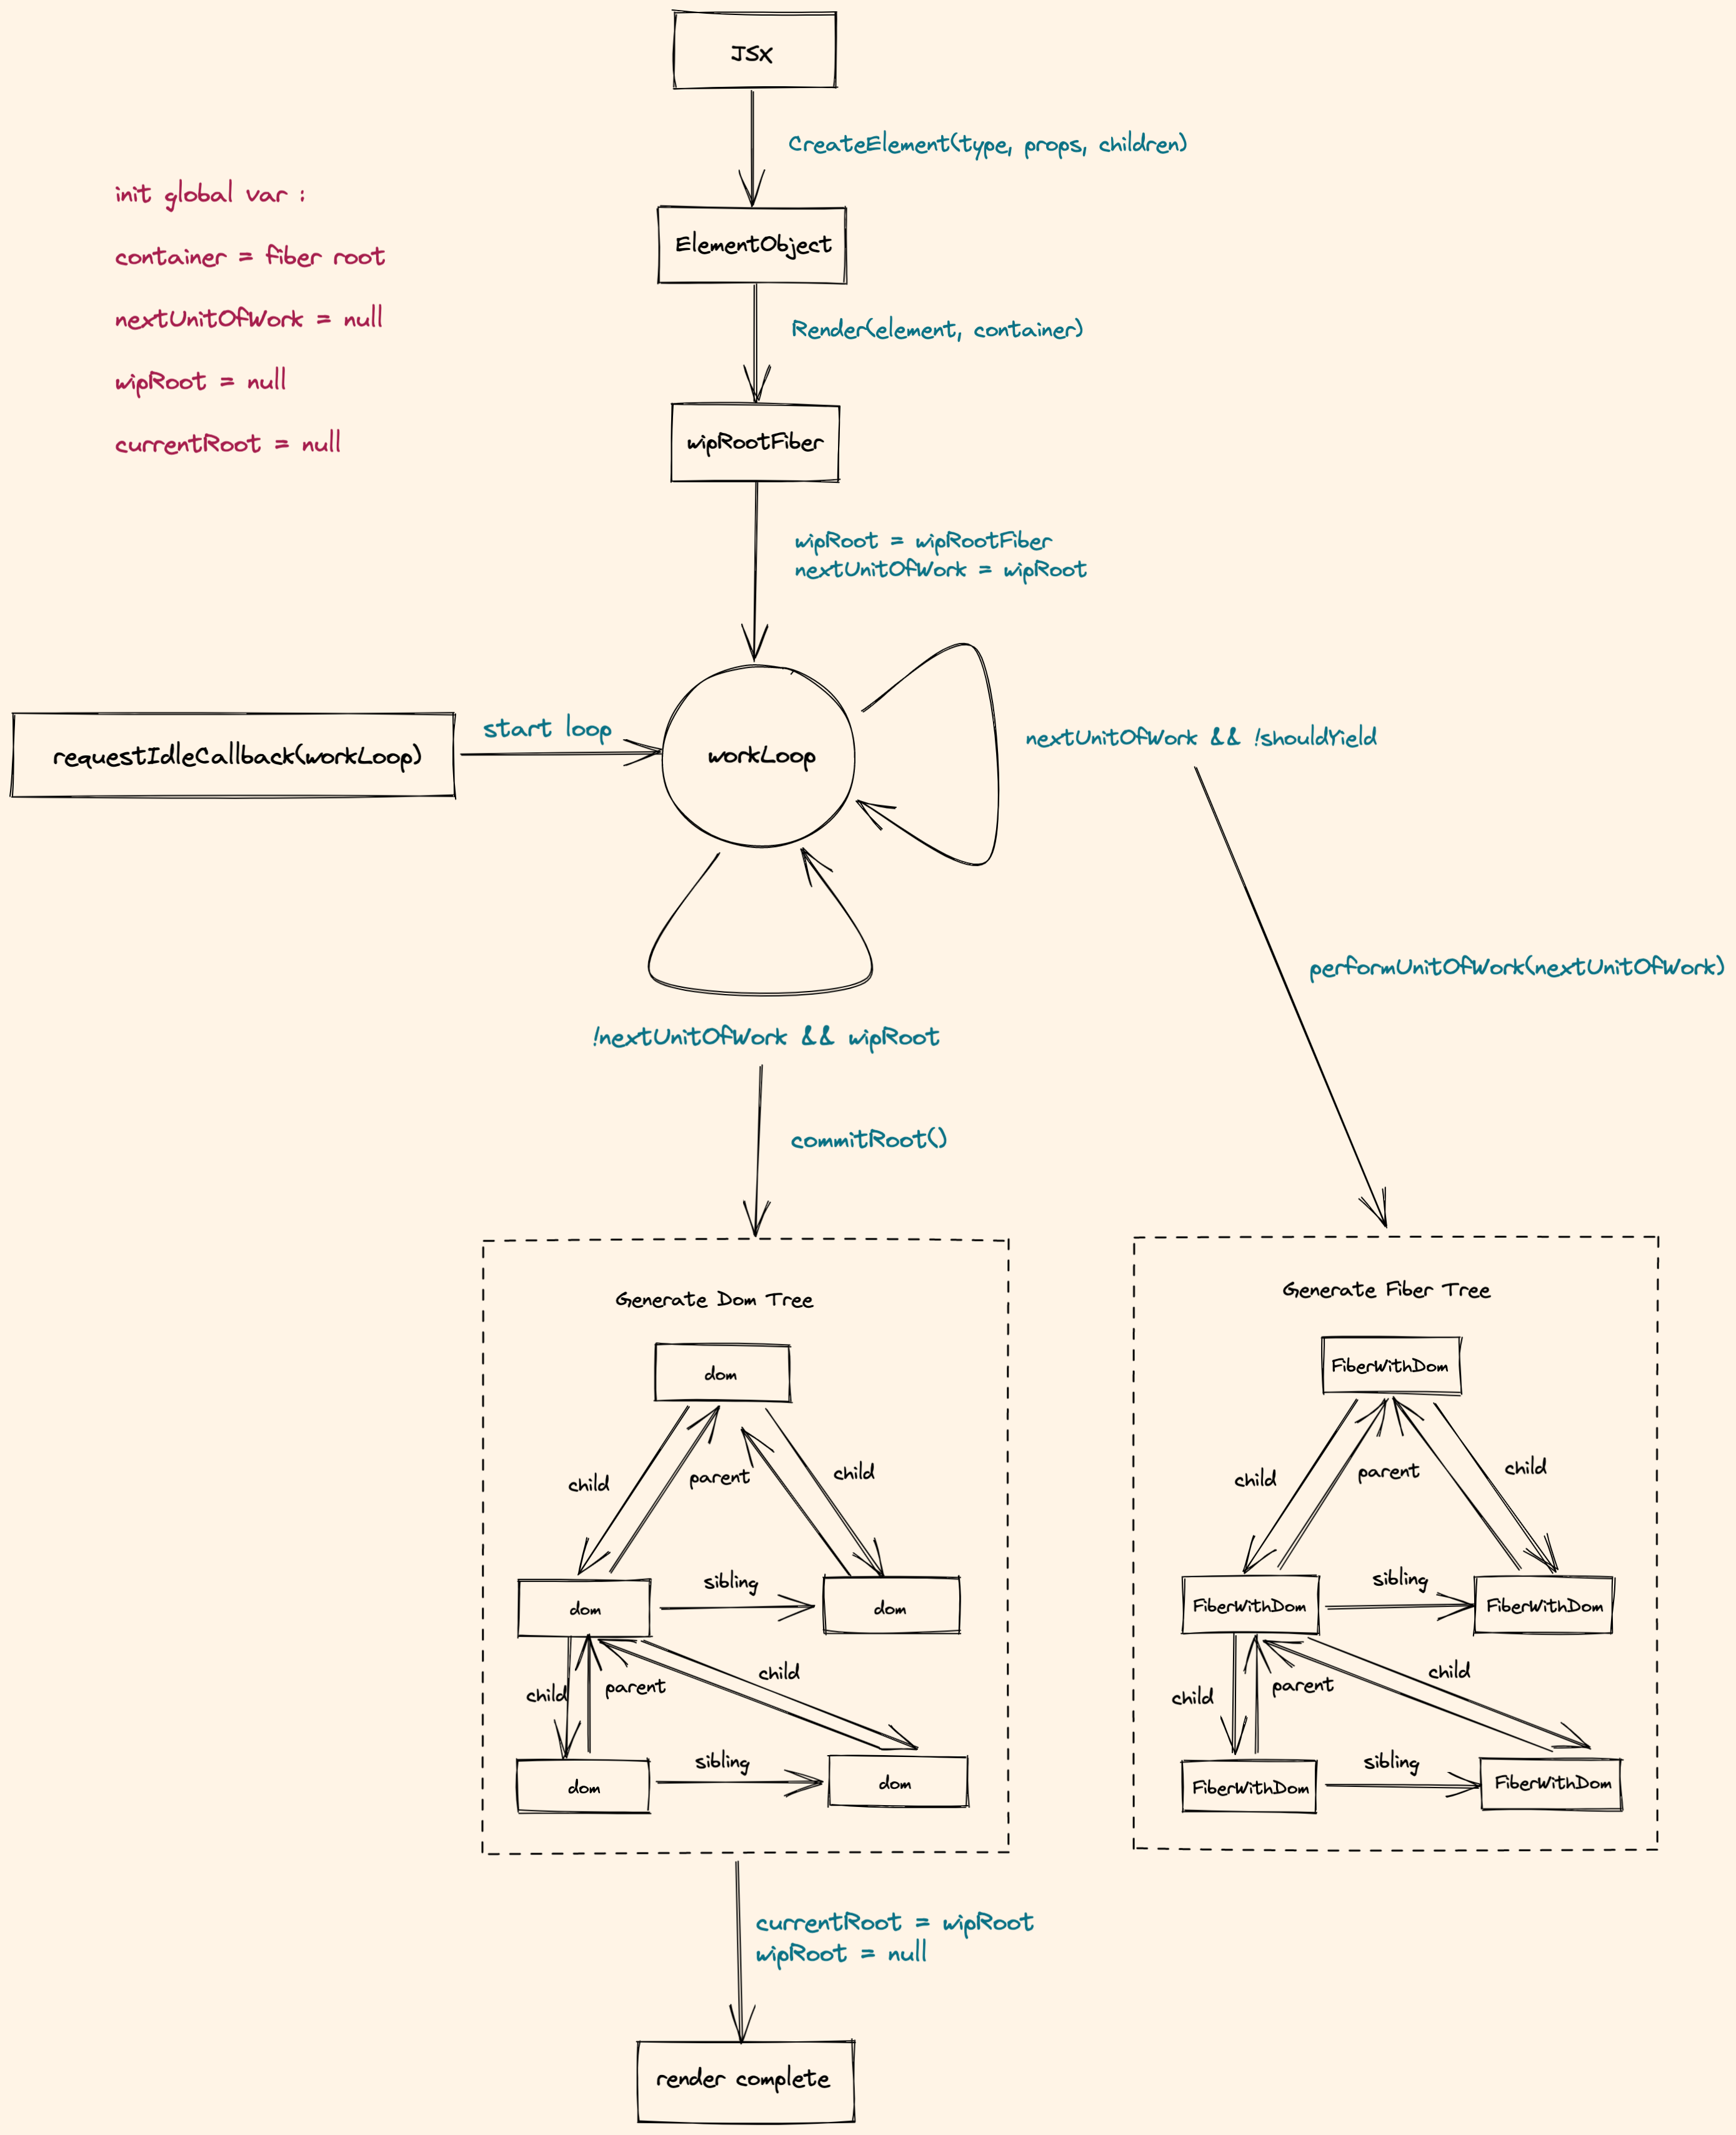 JSX
CreateElement(type, props, children)
init global var :
container = fiber root
nextUnitOfWork = null
wipRoot = null
currentRoot = null
ElementObject
Render(element, container)
wipRootFiber
wipRoot = wipRootFiber
nextUnitOfWork = wipRoot
requestIdleCallback(workLoop)
start loop
workLoop
nextUnitOfWork && !shouldYield
performUnitOfWork(nextUnitOfWork)
!nextUnitOfWork && wipRoot
commitRoot()
Generate Dom Tree
dom
child
parent
child
dom
sibling
dom
child
parent
child
dom
sibling
dom
Generate Fiber Tree
FiberWithDom
child
parent
child
FiberWithDom
sibling
FiberWithDom
child
parent
child
FiberWithDom
sibling
FiberWithDom
currentRoot = wipRoot
wipRoot = null
render complete